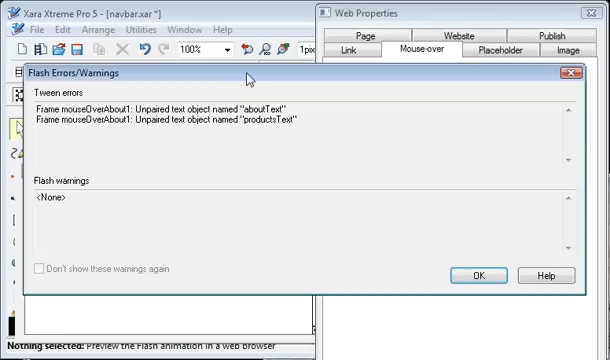 Xara Xtreme Pro 5 - [navbar.xar *]
Web Properties
File Edit Arrange Utilities Window Help
Page Website Publish
Link Mouse-over Placeholder Image
100% 1pix
Flash Errors/Warnings
Tween errors
Frame mouseOverAbout1: Unpaired text object named "aboutText"
Frame mouseOverAbout1: Unpaired text object named "productsText"
Flash warnings
<None>
Don't show these warnings again
OK Help
Nothing selected: Preview the Flash animation in a web browser